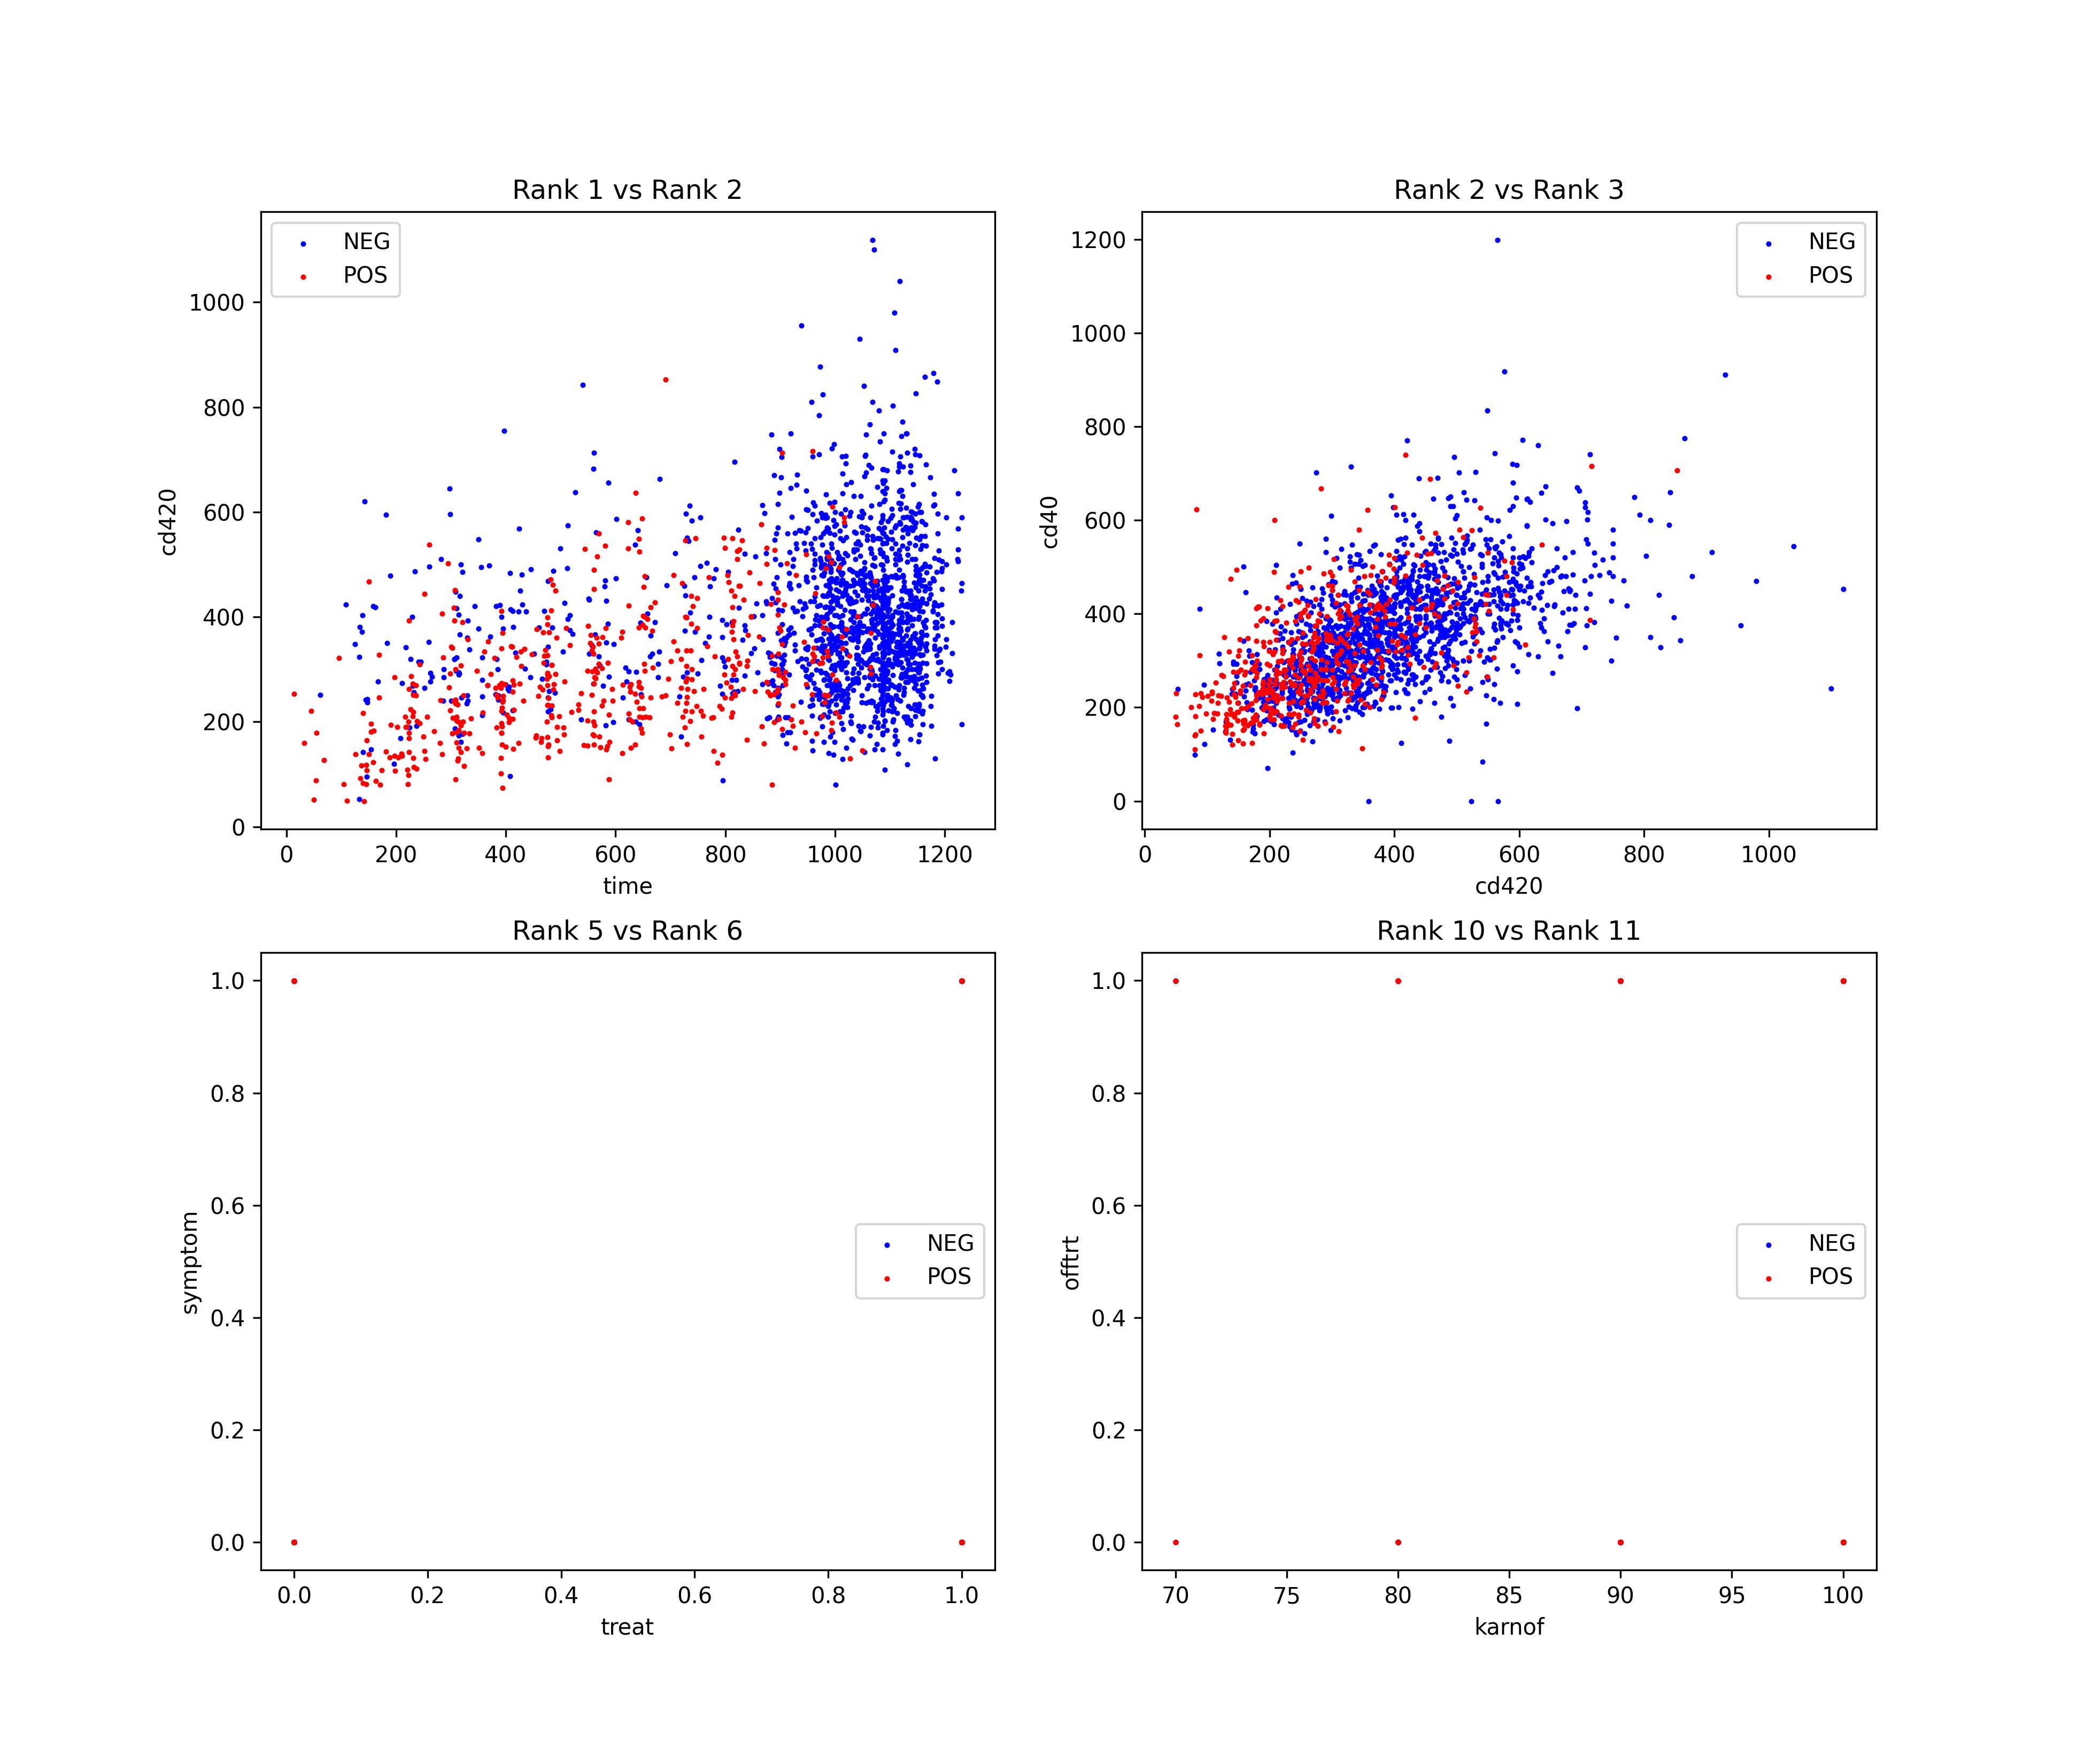 Rank 1 vs Rank 2
NEG
POS
cd420
1000
800
600
400
200
0
0 200 400 600 800 1000 1200
time
Rank 2 vs Rank 3
NEG
POS
cd40
1200
1000
800
600
400
200
0
0 200 400 600 800 1000
cd420
Rank 5 vs Rank 6
NEG
POS
symptom
1.0
0.8
0.6
0.4
0.2
0.0
0.0 0.2 0.4 0.6 0.8 1.0
treat
Rank 10 vs Rank 11
NEG
POS
offtrt
1.0
0.8
0.6
0.4
0.2
0.0
70 75 80 85 90 95 100
karnof